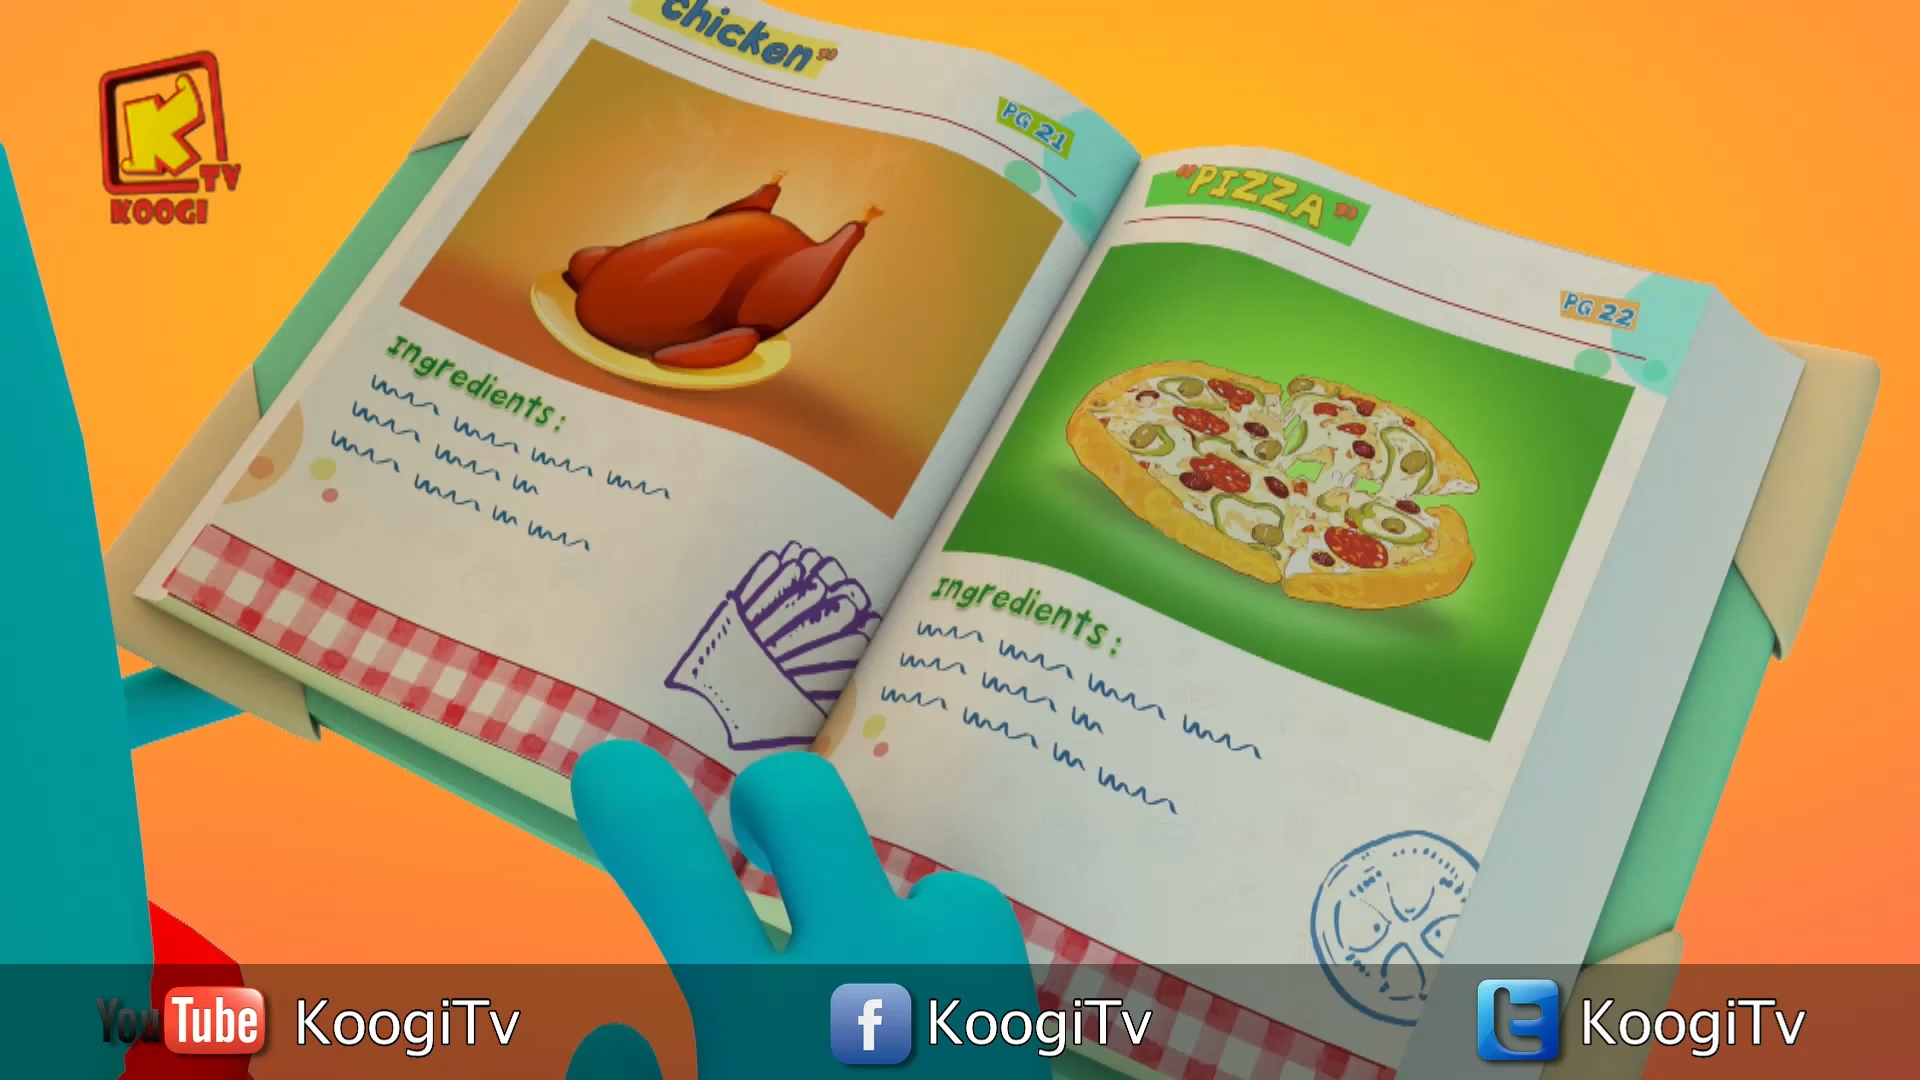 Chicken"
PG 21
Ingredients:
"PIZZA"
PG 22
Ingredients:
K TV
KOOGI
YouTube KoogiTv
f KoogiTv
t KoogiTv